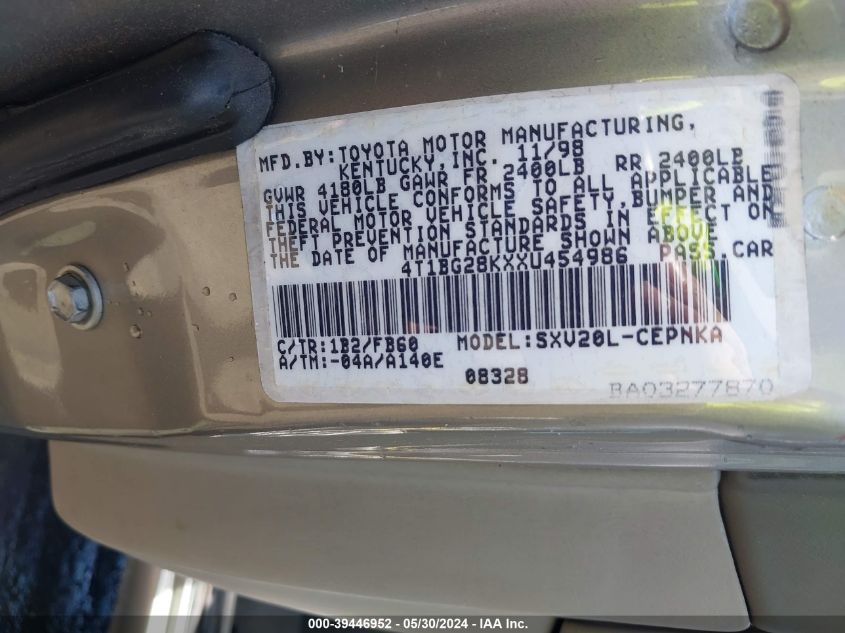 MFD.BY:TOYOTA MOTOR MANUFACTURING,
KENTUCKY,INC. 11/98
GVWR 4180LB GAWR FR 2400LB RR 2400LB
THIS VEHICLE CONFORMS TO ALL APPLICABLE
FEDERAL MOTOR VEHICLE SAFETY,BUMPER AND
THEFT PREVENTION STANDARDS IN EFFECT ON
THE DATE OF MANUFACTURE SHOWN ABOVE.
4T1BG28KXXU454986 PASS.CAR
C/TR:1B2/FB60 MODEL:SXV20L-CEPNKA
A/TM:-04A/A140E
08328
BA03277870
000-39446952 - 05/30/2024 - IAA Inc.